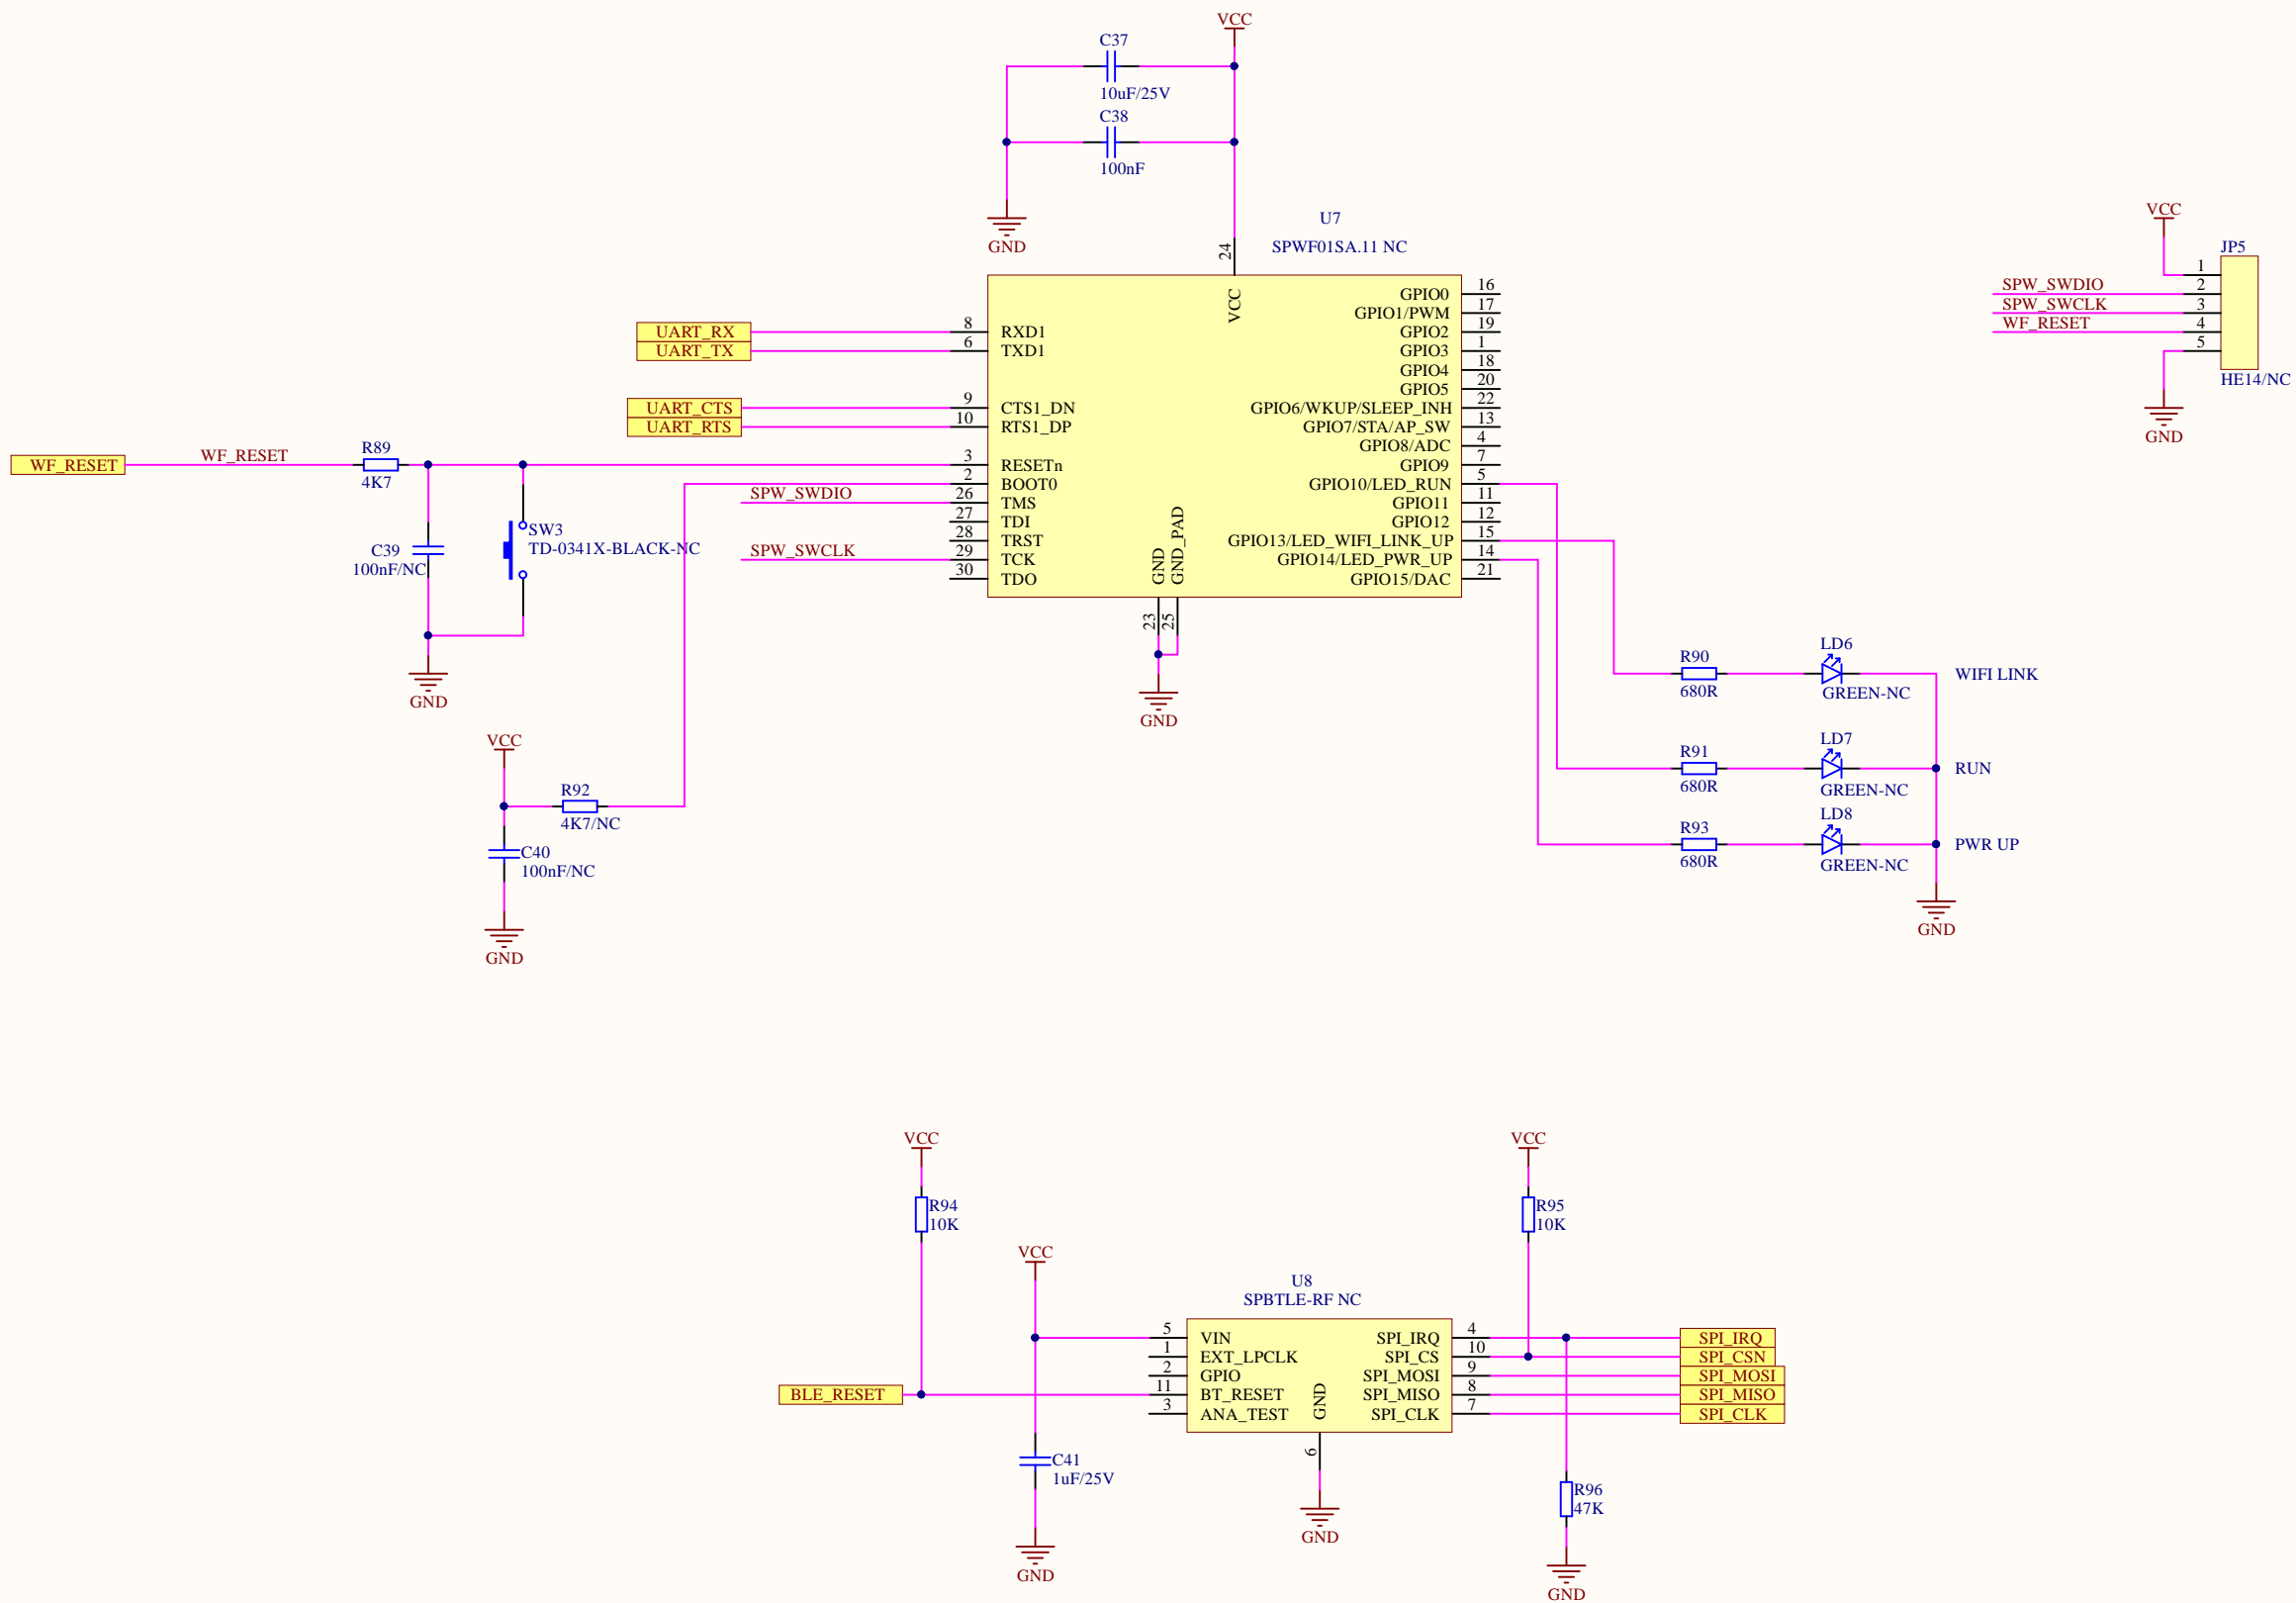 VCC
C37
10uF/25V
C38
100nF
GND
U7
SPWF01SA.11 NC
24
VCC
UART_RX
8
RXD1
UART_TX
6
TXD1
UART_CTS
9
CTS1_DN
UART_RTS
10
RTS1_DP
WF_RESET
WF_RESET
R89
4K7
3
RESETn
2
BOOT0
SPW_SWDIO
26
TMS
27
TDI
28
TRST
SPW_SWCLK
29
TCK
30
TDO
GPIO0
16
GPIO1/PWM
17
GPIO2
19
GPIO3
1
GPIO4
18
GPIO5
20
GPIO6/WKUP/SLEEP_INH
22
GPIO7/STA/AP_SW
13
GPIO8/ADC
4
GPIO9
7
GPIO10/LED_RUN
5
GPIO11
11
GPIO12
12
GPIO13/LED_WIFI_LINK_UP
15
GPIO14/LED_PWR_UP
14
GPIO15/DAC
21
GND
GND_PAD
23
25
GND
C39
100nF/NC
SW3
TD-0341X-BLACK-NC
GND
VCC
R92
4K7/NC
C40
100nF/NC
GND
VCC
JP5
1
SPW_SWDIO
2
SPW_SWCLK
3
WF_RESET
4
5
HE14/NC
GND
R90
680R
LD6
GREEN-NC
WIFI LINK
R91
680R
LD7
GREEN-NC
RUN
R93
680R
LD8
GREEN-NC
PWR UP
GND
VCC
R94
10K
VCC
VCC
R95
10K
U8
SPBTLE-RF NC
5
VIN
1
EXT_LPCLK
2
GPIO
BLE_RESET
11
BT_RESET
3
ANA_TEST
GND
6
GND
SPI_IRQ
4
SPI_IRQ
SPI_CS
10
SPI_CSN
SPI_MOSI
9
SPI_MOSI
SPI_MISO
8
SPI_MISO
SPI_CLK
7
SPI_CLK
C41
1uF/25V
GND
R96
47K
GND